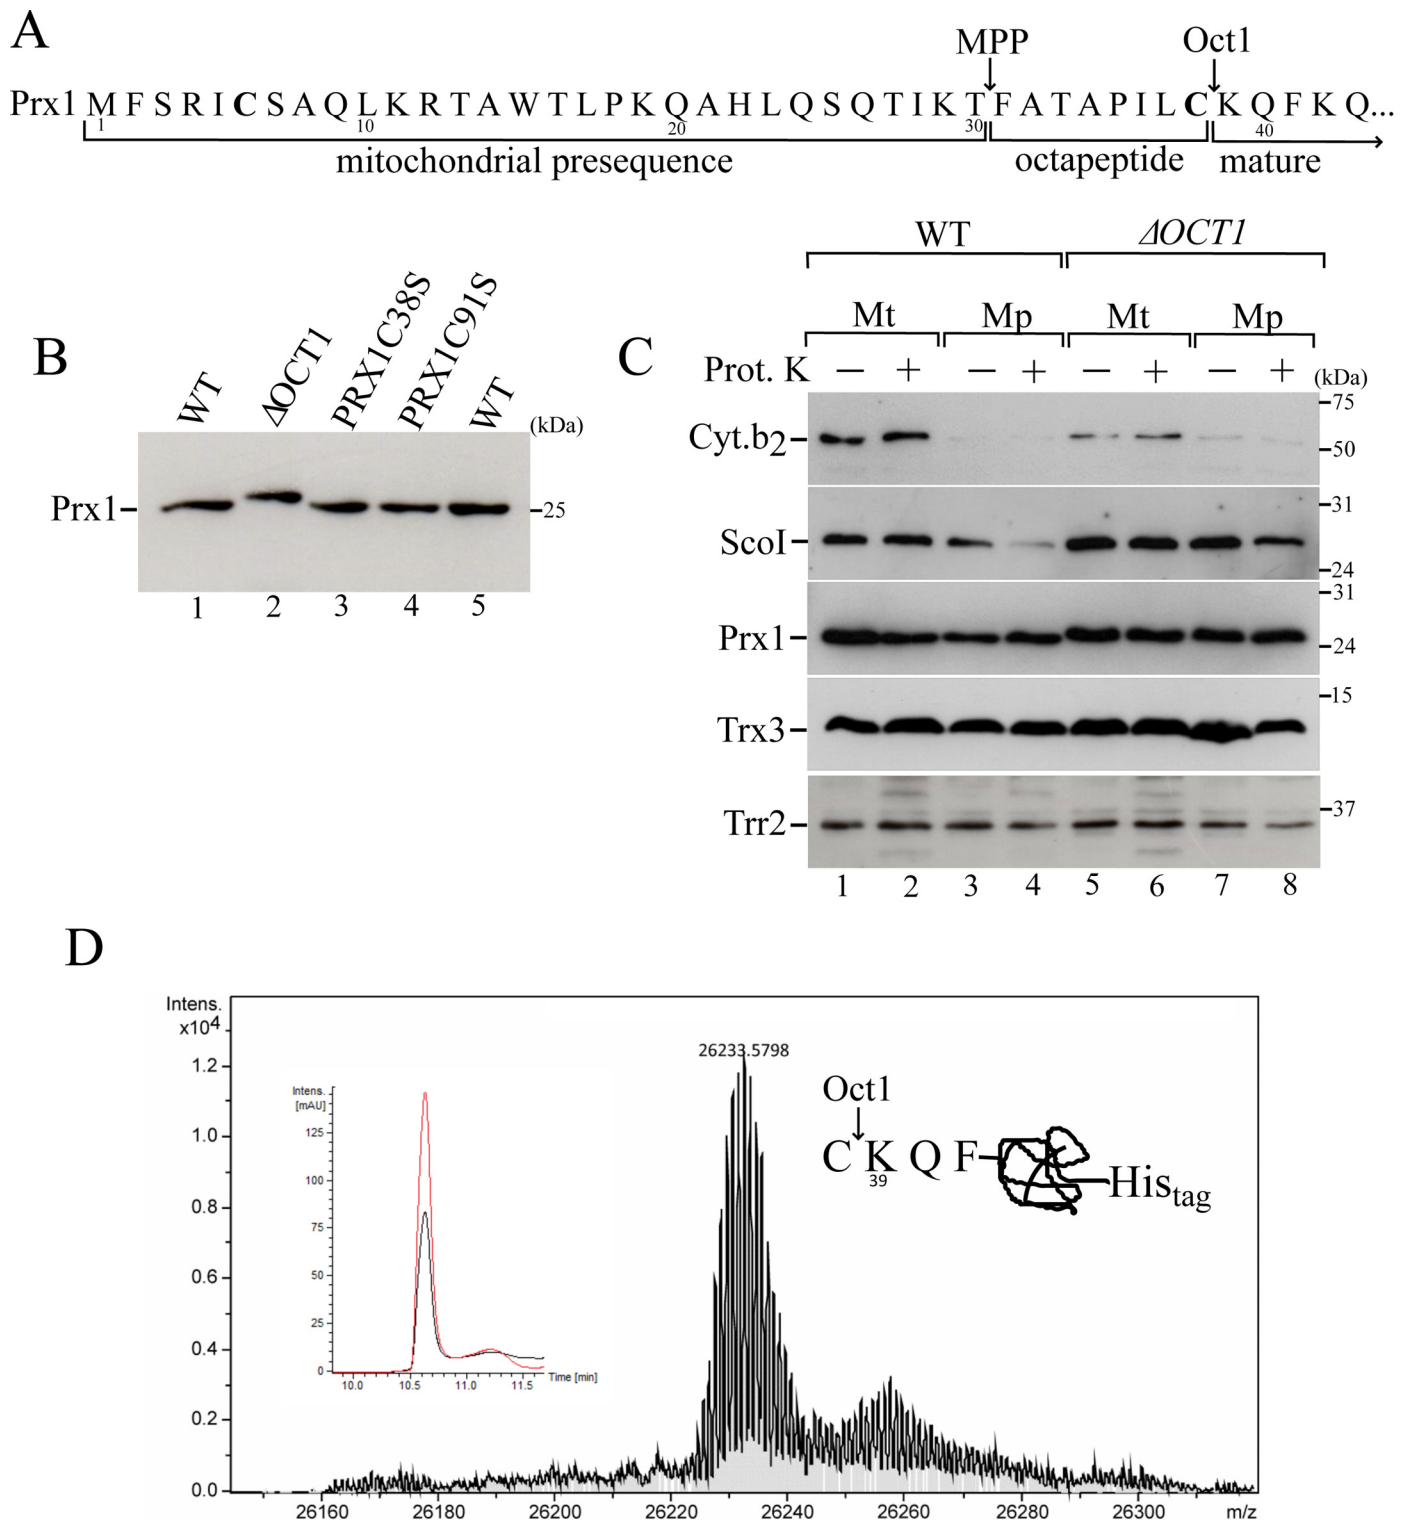 A
MPP Oct1
Prx1 M F S R I C S A Q L K R T A W T L P K Q A H L Q S Q T I K T F A T A P I L C K Q F K Q...
1 10 20 30 40
mitochondrial presequence octapeptide mature
B
WT ΔOCT1 PRX1C38S PRX1C91S WT
(kDa)
Prx1 25
1 2 3 4 5
C
WT ΔOCT1
Mt Mp Mt Mp
Prot. K − + − + − + − + (kDa)
75
Cyt.b2
50
31
ScoI
24
31
Prx1
24
15
Trx3
37
Trr2
1 2 3 4 5 6 7 8
D
Intens.
x10⁴
1.2
1.0
0.8
0.6
0.4
0.2
0.0
26160 26180 26200 26220 26240 26260 26280 26300 m/z
26233.5798
Intens.
[mAU]
125
100
75
50
25
0
10.0 10.5 11.0 11.5 Time [min]
Oct1
C K Q F Histag
39